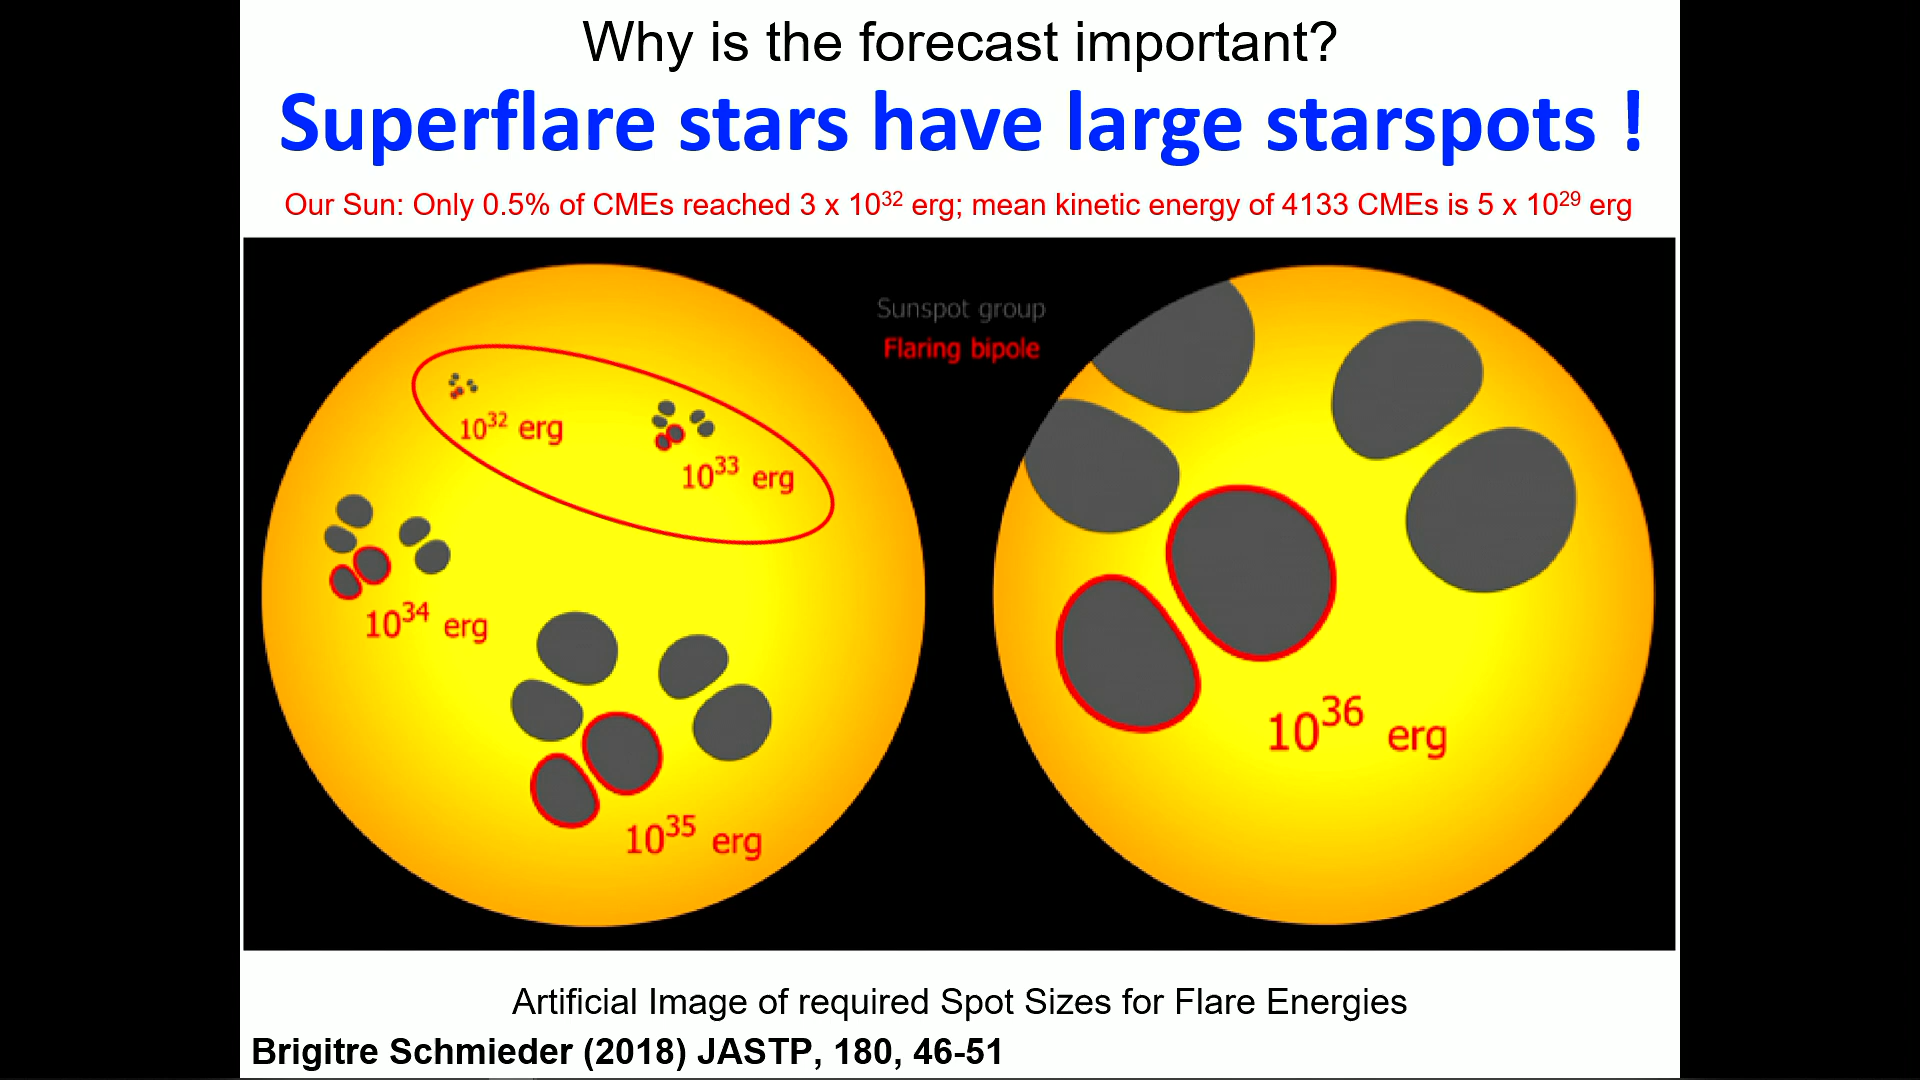 Why is the forecast important?
Superflare stars have large starspots !
Our Sun: Only 0.5% of CMEs reached 3 x 10³² erg; mean kinetic energy of 4133 CMEs is 5 x 10²⁹ erg
Sunspot group
Flaring bipole
10³² erg
10³³ erg
10³⁴ erg
10³⁵ erg
10³⁶ erg
Artificial Image of required Spot Sizes for Flare Energies
Brigitre Schmieder (2018) JASTP, 180, 46-51